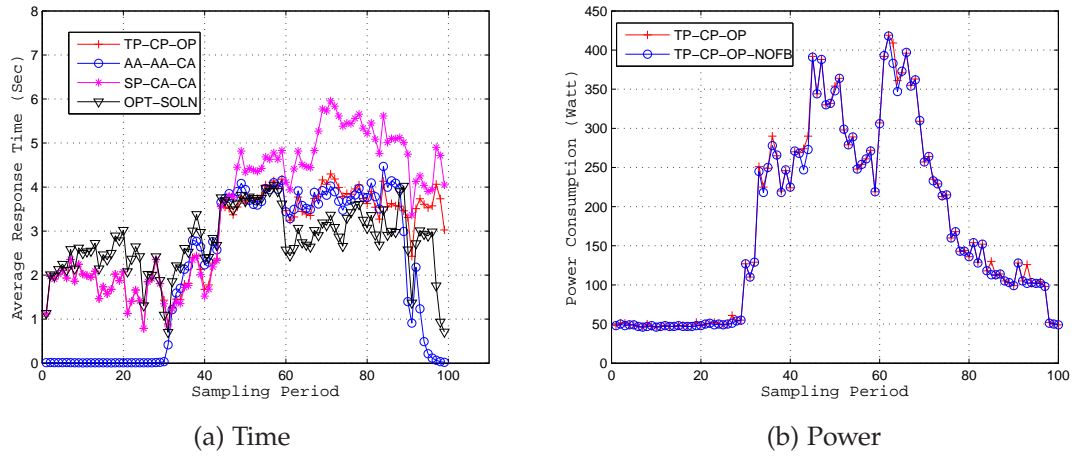 8
7
6
5
4
3
2
1
0
Average Response Time (Sec)
TP−CP−OP
AA−AA−CA
SP−CA−CA
OPT−SOLN
0 20 40 60 80 100
Sampling Period
(a) Time
450
400
350
300
250
200
150
100
50
0
Power Consumption (Watt)
TP−CP−OP
TP−CP−OP−NOFB
0 20 40 60 80 100
Sampling Period
(b) Power